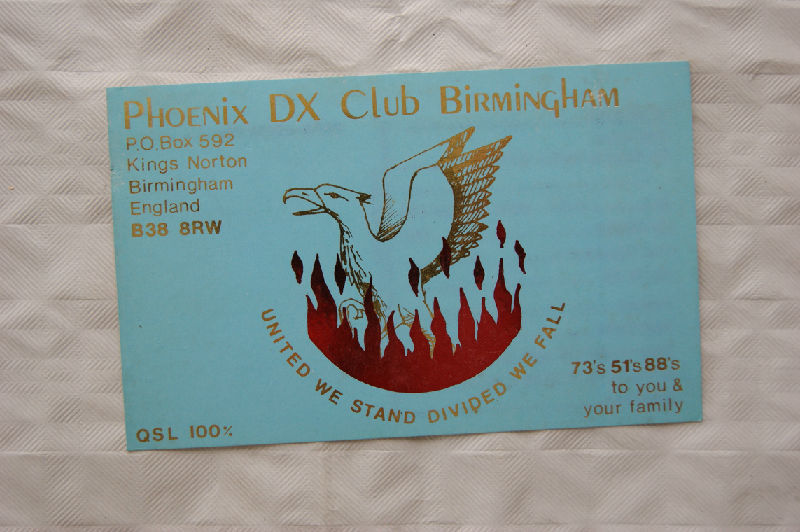 PHOENIX DX CLUB BIRMINGHAM
P.O.Box 592
Kings Norton
Birmingham
England
B38 8RW
UNITED WE STAND DIVIDED WE FALL
73's 51's 88's
to you &
your family
QSL 100%